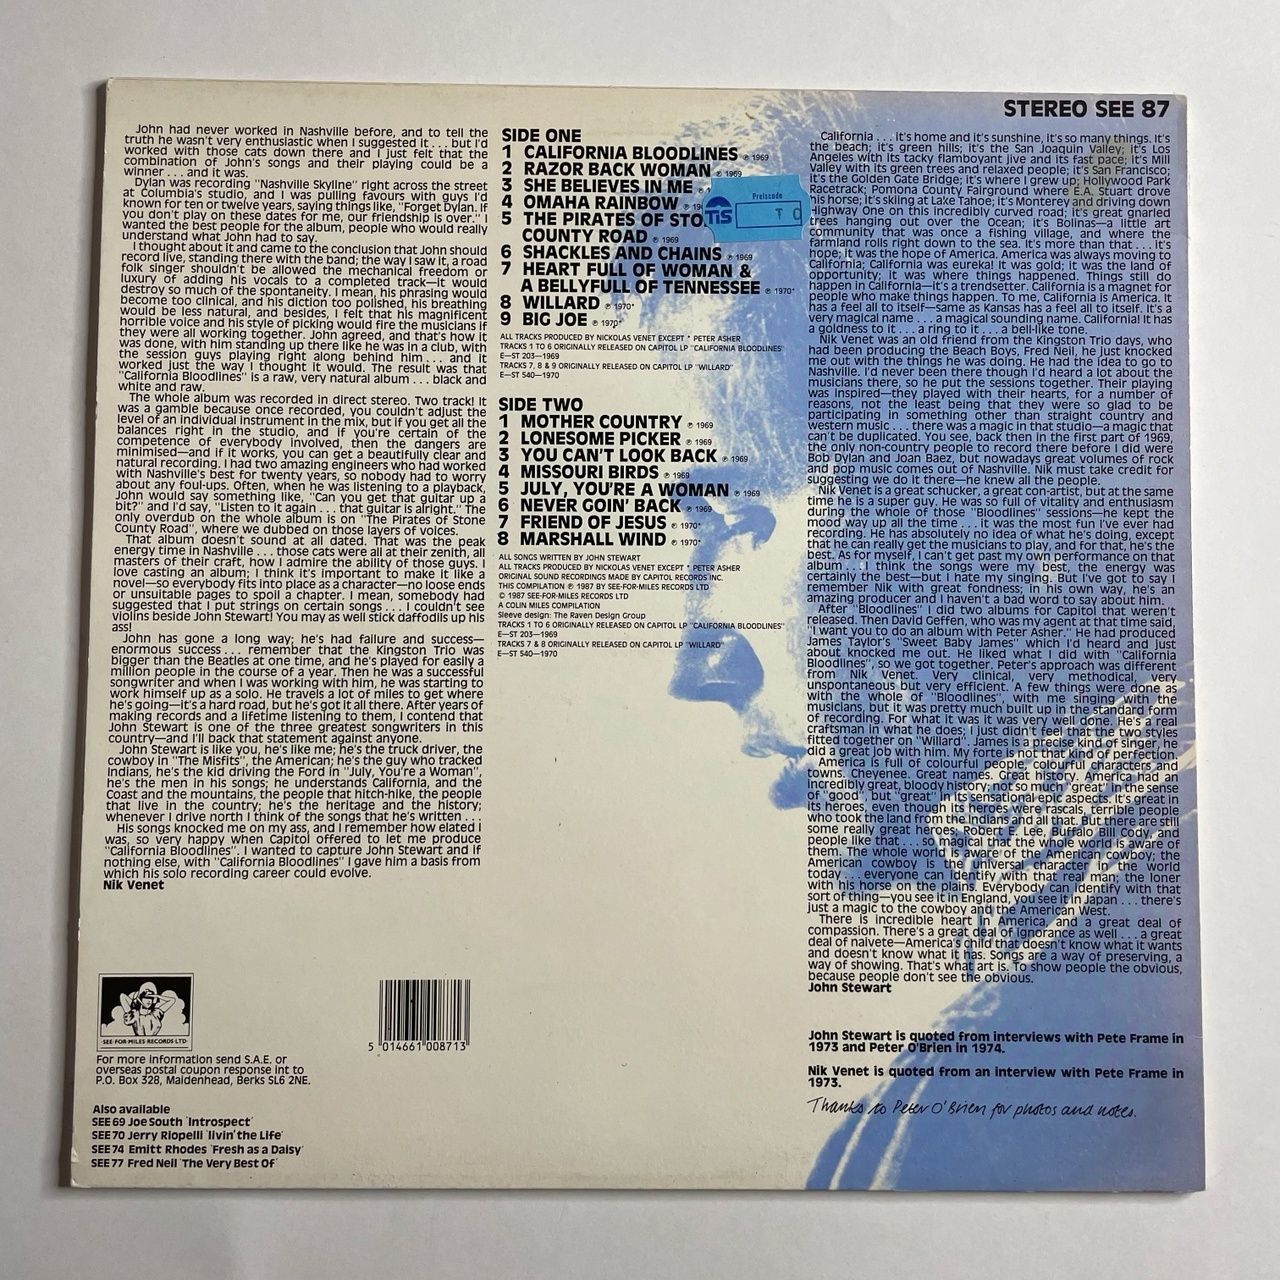 STEREO SEE 87
John had never worked in Nashville before, and to tell the
truth he wasn't very enthusiastic when I suggested it . . . but I'd
worked with those cats down there and I just felt that the
combination of John's songs and their playing could be a
winner . . . and it was.
Dylan was recording "Nashville Skyline" right across the street
at Columbia's studio, and I was pulling favours with guys I'd
known for ten or twelve years, saying things like, "Forget Dylan. If
you don't play on these dates for me, our friendship is over." I
wanted the best people for the album, people who would really
understand what John had to say.
I thought about it and came to the conclusion that John should
record live, standing there with the band; the way I saw it, a road
folk singer shouldn't be allowed the mechanical freedom or
luxury of adding his vocals to a completed track—it would
destroy so much of the spontaneity. I mean, his phrasing would
become too clinical, and his diction too polished, his breathing
would be less natural, and besides, I felt that his magnificent
horrible voice and his style of picking would fire the musicians if
they were all working together. John agreed, and that's how it
was done, with him standing up there like he was in a club, with
the session guys playing right along behind him . . . and it
worked just the way I thought it would. The result was that
"California Bloodlines" is a raw, very natural album . . . black and
white and raw.
The whole album was recorded in direct stereo. Two track! It
was a gamble because once recorded, you couldn't adjust the
level of an individual instrument in the mix, but if you get all the
balances right in the studio, and if you're certain of the
competence of everybody involved, then the dangers are
minimised—and if it works, you can get a beautifully clear and
natural recording. I had two amazing engineers who had worked
with Nashville's best for twenty years, so nobody had to worry
about any foul-ups. Often, when he was listening to a playback,
John would say something like, "Can you get that guitar up a
bit?" and I'd say, "Listen to it again . . . that guitar is alright." The
only overdub on the whole album is on "The Pirates of Stone
County Road", where we dubbed on those layers of voices.
That album doesn't sound at all dated. That was the peak
energy time in Nashville . . . those cats were all at their zenith, all
masters of their craft, how I admire the ability of those guys. I
love casting an album; I think it's important to make it like a
novel—so everybody fits into place as a character—no loose ends
or unsuitable pages to spoil a chapter. I mean, somebody had
suggested that I put strings on certain songs . . . I couldn't see
violins beside John Stewart! You may as well stick daffodils up his
ass!
John has gone a long way; he's had failure and success—
enormous success . . . remember that the Kingston Trio was
bigger than the Beatles at one time, and he's played for easily a
million people in the course of a year. Then he was a successful
songwriter and when I was working with him, he was starting to
work himself up as a solo. He travels a lot of miles to get where
he's going—it's a hard road, but he's got it all there. After years of
making records and a lifetime listening to them, I contend that
John Stewart is one of the three greatest songwriters in this
country—and I'll back that statement against anyone.
John Stewart is like you, he's like me; he's the truck driver, the
cowboy in "The Misfits", the American; he's the guy who tracked
Indians, he's the kid driving the Ford in "July, You're a Woman",
he's the men in his songs; he understands California, and the
Coast and the mountains, the people that hitch-hike, the people
that live in the country; he's the heritage and the history;
whenever I drive north I think of the songs that he's written . . .
His songs knocked me on my ass, and I remember how elated I
was, so very happy when Capitol offered to let me produce
"California Bloodlines". I wanted to capture John Stewart and if
nothing else, with "California Bloodlines" I gave him a basis from
which his solo recording career could evolve.
Nik Venet
SIDE ONE
1 CALIFORNIA BLOODLINES ℗ 1969
2 RAZOR BACK WOMAN ℗ 1969
3 SHE BELIEVES IN ME ℗ 1
4 OMAHA RAINBOW ℗ 19
5 THE PIRATES OF STO
COUNTY ROAD ℗ 1969
6 SHACKLES AND CHAINS ℗ 1969
7 HEART FULL OF WOMAN &
A BELLYFULL OF TENNESSEE ℗ 1970*
8 WILLARD ℗ 1970*
9 BIG JOE ℗ 1970*
ALL TRACKS PRODUCED BY NICKOLAS VENET EXCEPT * PETER ASHER
TRACKS 1 TO 6 ORIGINALLY RELEASED ON CAPITOL LP "CALIFORNIA BLOODLINES"
E—ST 203—1969
TRACKS 7, 8 & 9 ORIGINALLY RELEASED ON CAPITOL LP "WILLARD"
E—ST 540—1970
Preiscode
TIS
T
SIDE TWO
1 MOTHER COUNTRY ℗ 1969
2 LONESOME PICKER ℗ 1969
3 YOU CAN'T LOOK BACK ℗ 1969
4 MISSOURI BIRDS ℗ 1969
5 JULY, YOU'RE A WOMAN ℗ 1969
6 NEVER GOIN' BACK ℗ 1969
7 FRIEND OF JESUS ℗ 1970*
8 MARSHALL WIND ℗ 1970*
ALL SONGS WRITTEN BY JOHN STEWART
ALL TRACKS PRODUCED BY NICKOLAS VENET EXCEPT * PETER ASHER
ORIGINAL SOUND RECORDINGS MADE BY CAPITOL RECORDS INC.
THIS COMPILATION ℗ 1987 BY SEE-FOR-MILES RECORDS LTD
© 1987 SEE-FOR-MILES RECORDS LTD
A COLIN MILES COMPILATION
Sleeve design: The Raven Design Group
TRACKS 1 TO 6 ORIGINALLY RELEASED ON CAPITOL LP "CALIFORNIA BLOODLINES"
E—ST 203—1969
TRACKS 7 & 8 ORIGINALLY RELEASED ON CAPITOL LP "WILLARD"
E—ST 540—1970
California . . . it's home and it's sunshine, it's so many things. It's
the beach; it's green hills; it's the San Joaquin Valley; it's Los
Angeles with its tacky flamboyant jive and its fast pace; it's Mill
Valley with its green trees and relaxed people; it's San Francisco;
it's the Golden Gate Bridge; it's where I grew up; Hollywood Park
Racetrack; Pomona County Fairground where E.A. Stuart drove
his horse; it's skiing at Lake Tahoe; it's Monterey and driving down
Highway One on this incredibly curved road; it's great gnarled
trees hanging out over the Ocean; it's Bolinas—a little art
community that was once a fishing village, and where the
farmland rolls right down to the sea. It's more than that . . . it's
hope; it was the hope of America. America was always moving to
California; California was eureka! It was gold; it was the land of
opportunity; it was where things happened. Things still do
happen in California—it's a trendsetter. California is a magnet for
people who make things happen. To me, California is America. It
has a feel all to itself—same as Kansas has a feel all to itself. It's a
very magical name . . . a magical sounding name. California! It has
a goldness to it . . . a ring to it . . . a bell-like tone.
Nik Venet was an old friend from the Kingston Trio days, who
had been producing the Beach Boys, Fred Neil, he just knocked
me out with the things he was doing. He had the idea to go to
Nashville. I'd never been there though I'd heard a lot about the
musicians there, so he put the sessions together. Their playing
was inspired—they played with their hearts, for a number of
reasons, not the least being that they were so glad to be
participating in something other than straight country and
western music . . . there was a magic in that studio—a magic that
can't be duplicated. You see, back then in the first part of 1969,
the only non-country people to record there before I did were
Bob Dylan and Joan Baez, but nowadays great volumes of rock
and pop music comes out of Nashville. Nik must take credit for
suggesting we do it there—he knew all the people.
Nik Venet is a great schucker, a great con-artist, but at the same
time he is a super guy. He was so full of vitality and enthusiasm
during the whole of those "Bloodlines" sessions—he kept the
mood way up all the time . . . it was the most fun I've ever had
recording. He has absolutely no idea of what he's doing, except
that he can really get the musicians to play, and for that, he's the
best. As for myself, I can't get past my own performance on that
album . . . I think the songs were my best, the energy was
certainly the best—but I hate my singing. But I've got to say I
remember Nik with great fondness; in his own way, he's an
amazing producer and I haven't a bad word to say about him.
After "Bloodlines" I did two albums for Capitol that weren't
released. Then David Geffen, who was my agent at that time said,
"I want you to do an album with Peter Asher." He had produced
James Taylor's "Sweet Baby James" which I'd heard and just
about knocked me out. He liked what I did with "California
Bloodlines", so we got together. Peter's approach was different
from Nik Venet. Very clinical, very methodical, very
unspontaneous but very efficient. A few things were done as
with the whole of "Bloodlines", with me singing with the
musicians, but it was pretty much built up in the standard form
of recording. For what it was it was very well done. He's a real
craftsman in what he does; I just didn't feel that the two styles
fitted together on "Willard". James is a precise kind of singer, he
did a great job with him. My forte is not that kind of perfection.
America is full of colourful people, colourful characters and
towns. Cheyenee. Great names. Great history. America had an
incredibly great, bloody history; not so much "great" in the sense
of "good", but "great" in its sensational epic aspects. It's great in
its heroes, even though its heroes were rascals, terrible people
who took the land from the Indians and all that. But there are still
some really great heroes, Robert E. Lee, Bufalo Bill Cody, and
people like that . . . so magical that the whole world is aware of
them. The whole world is aware of the American cowboy; the
American cowboy is the universal character in the world
today . . . everyone can identify with that real man; the loner
with his horse on the plains. Everybody can identify with that
sort of thing—you see it in England, you see it in Japan . . . there's
just a magic to the cowboy and the American West.
There is incredible heart in America, and a great deal of
compassion. There's a great deal of ignorance as well . . . a great
deal of naivete—America's a child that doesn't know what it wants
and doesn't know what it has. Songs are a way of preserving, a
way of showing. That's what art is. To show people the obvious,
because people don't see the obvious.
John Stewart
John Stewart is quoted from interviews with Pete Frame in
1973 and Peter O'Brien in 1974.
Nik Venet is quoted from an interview with Pete Frame in
1973.
Thanks to Peter O'Brien for photos and notes.
·SEE·FOR·MILES RECORDS·LTD·
For more information send S.A.E. or
overseas postal coupon response int to
P.O. Box 328, Maidenhead, Berks SL6 2NE.
5 014661 008713
Also available
SEE 69 Joe South 'Introspect'
SEE 70 Jerry Riopelli 'livin' the Life'
SEE 74 Emitt Rhodes 'Fresh as a Daisy'
SEE 77 Fred Neil 'The Very Best Of'